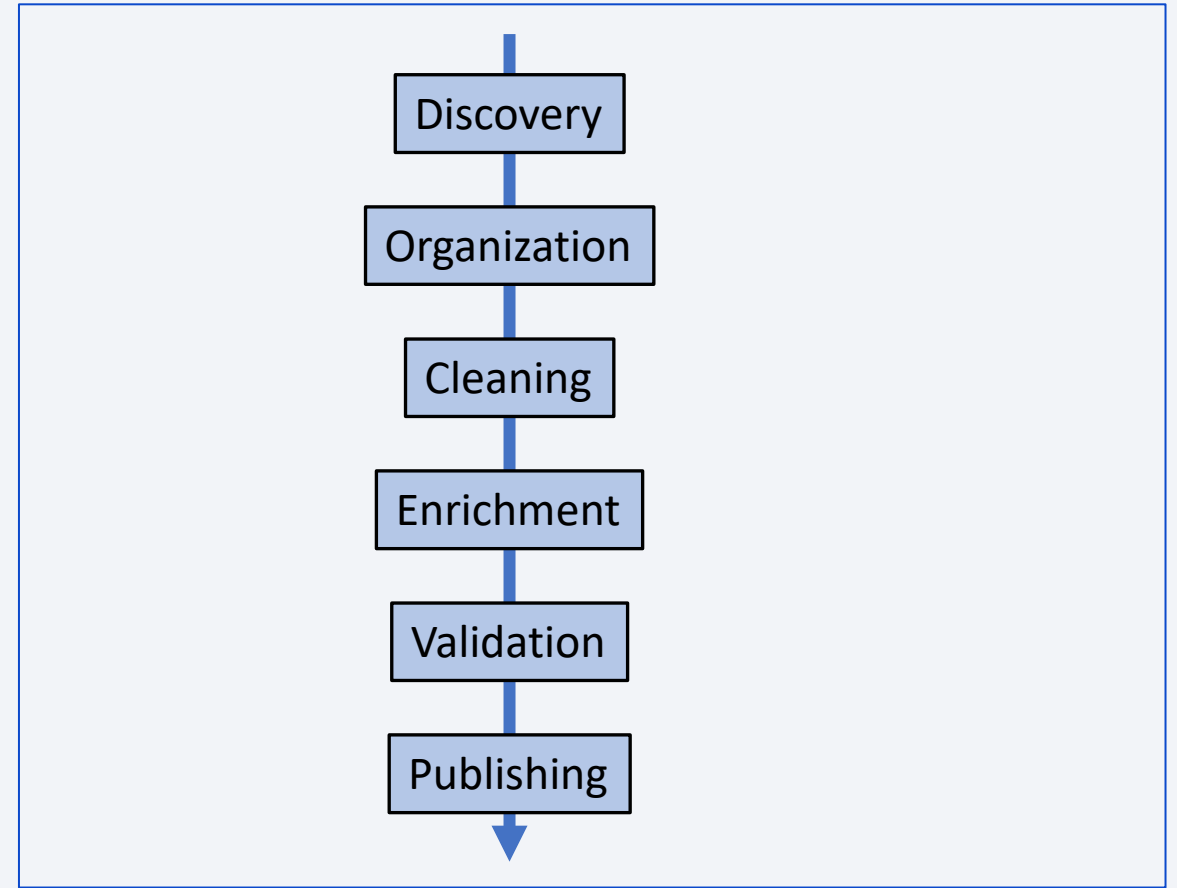 Discovery
Organization
Cleaning
Enrichment
Validation
Publishing